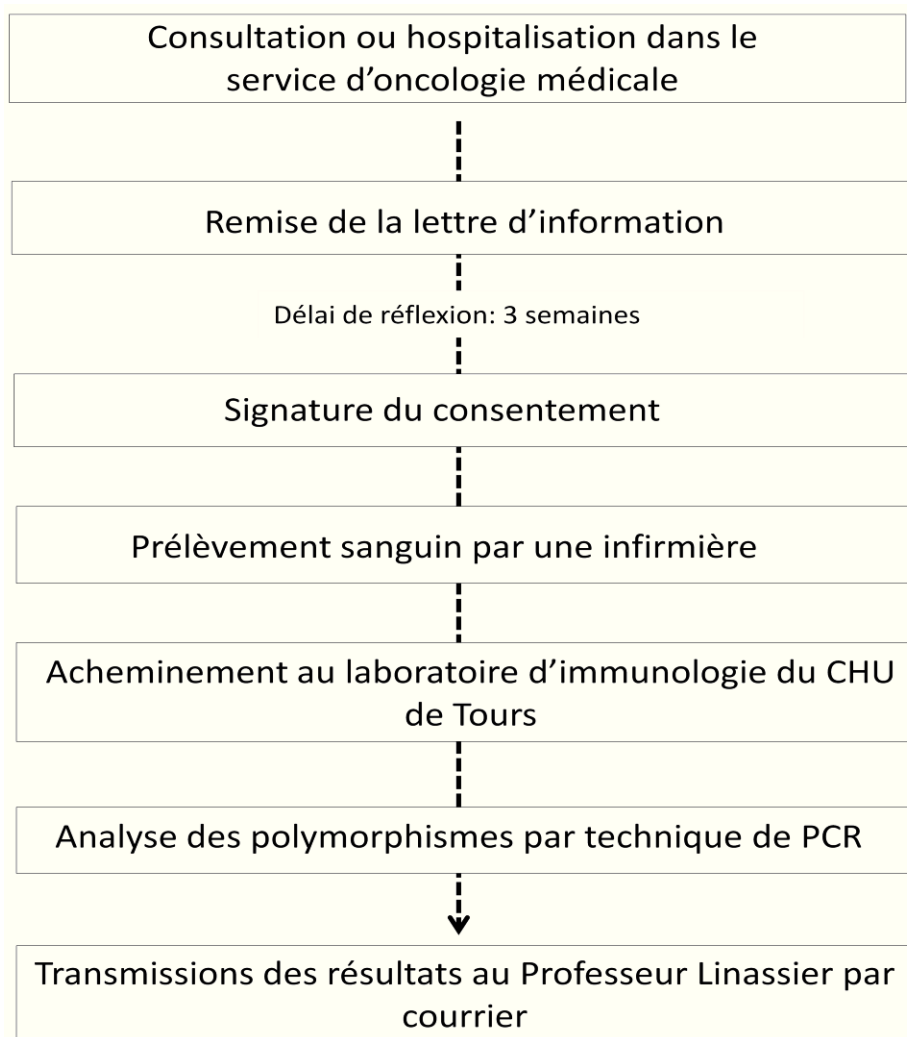 Consultation ou hospitalisation dans le
service d’oncologie médicale
Remise de la lettre d’information
Délai de réflexion: 3 semaines
Signature du consentement
Prélèvement sanguin par une infirmière
Acheminement au laboratoire d’immunologie du CHU
de Tours
Analyse des polymorphismes par technique de PCR
Transmissions des résultats au Professeur Linassier par
courrier